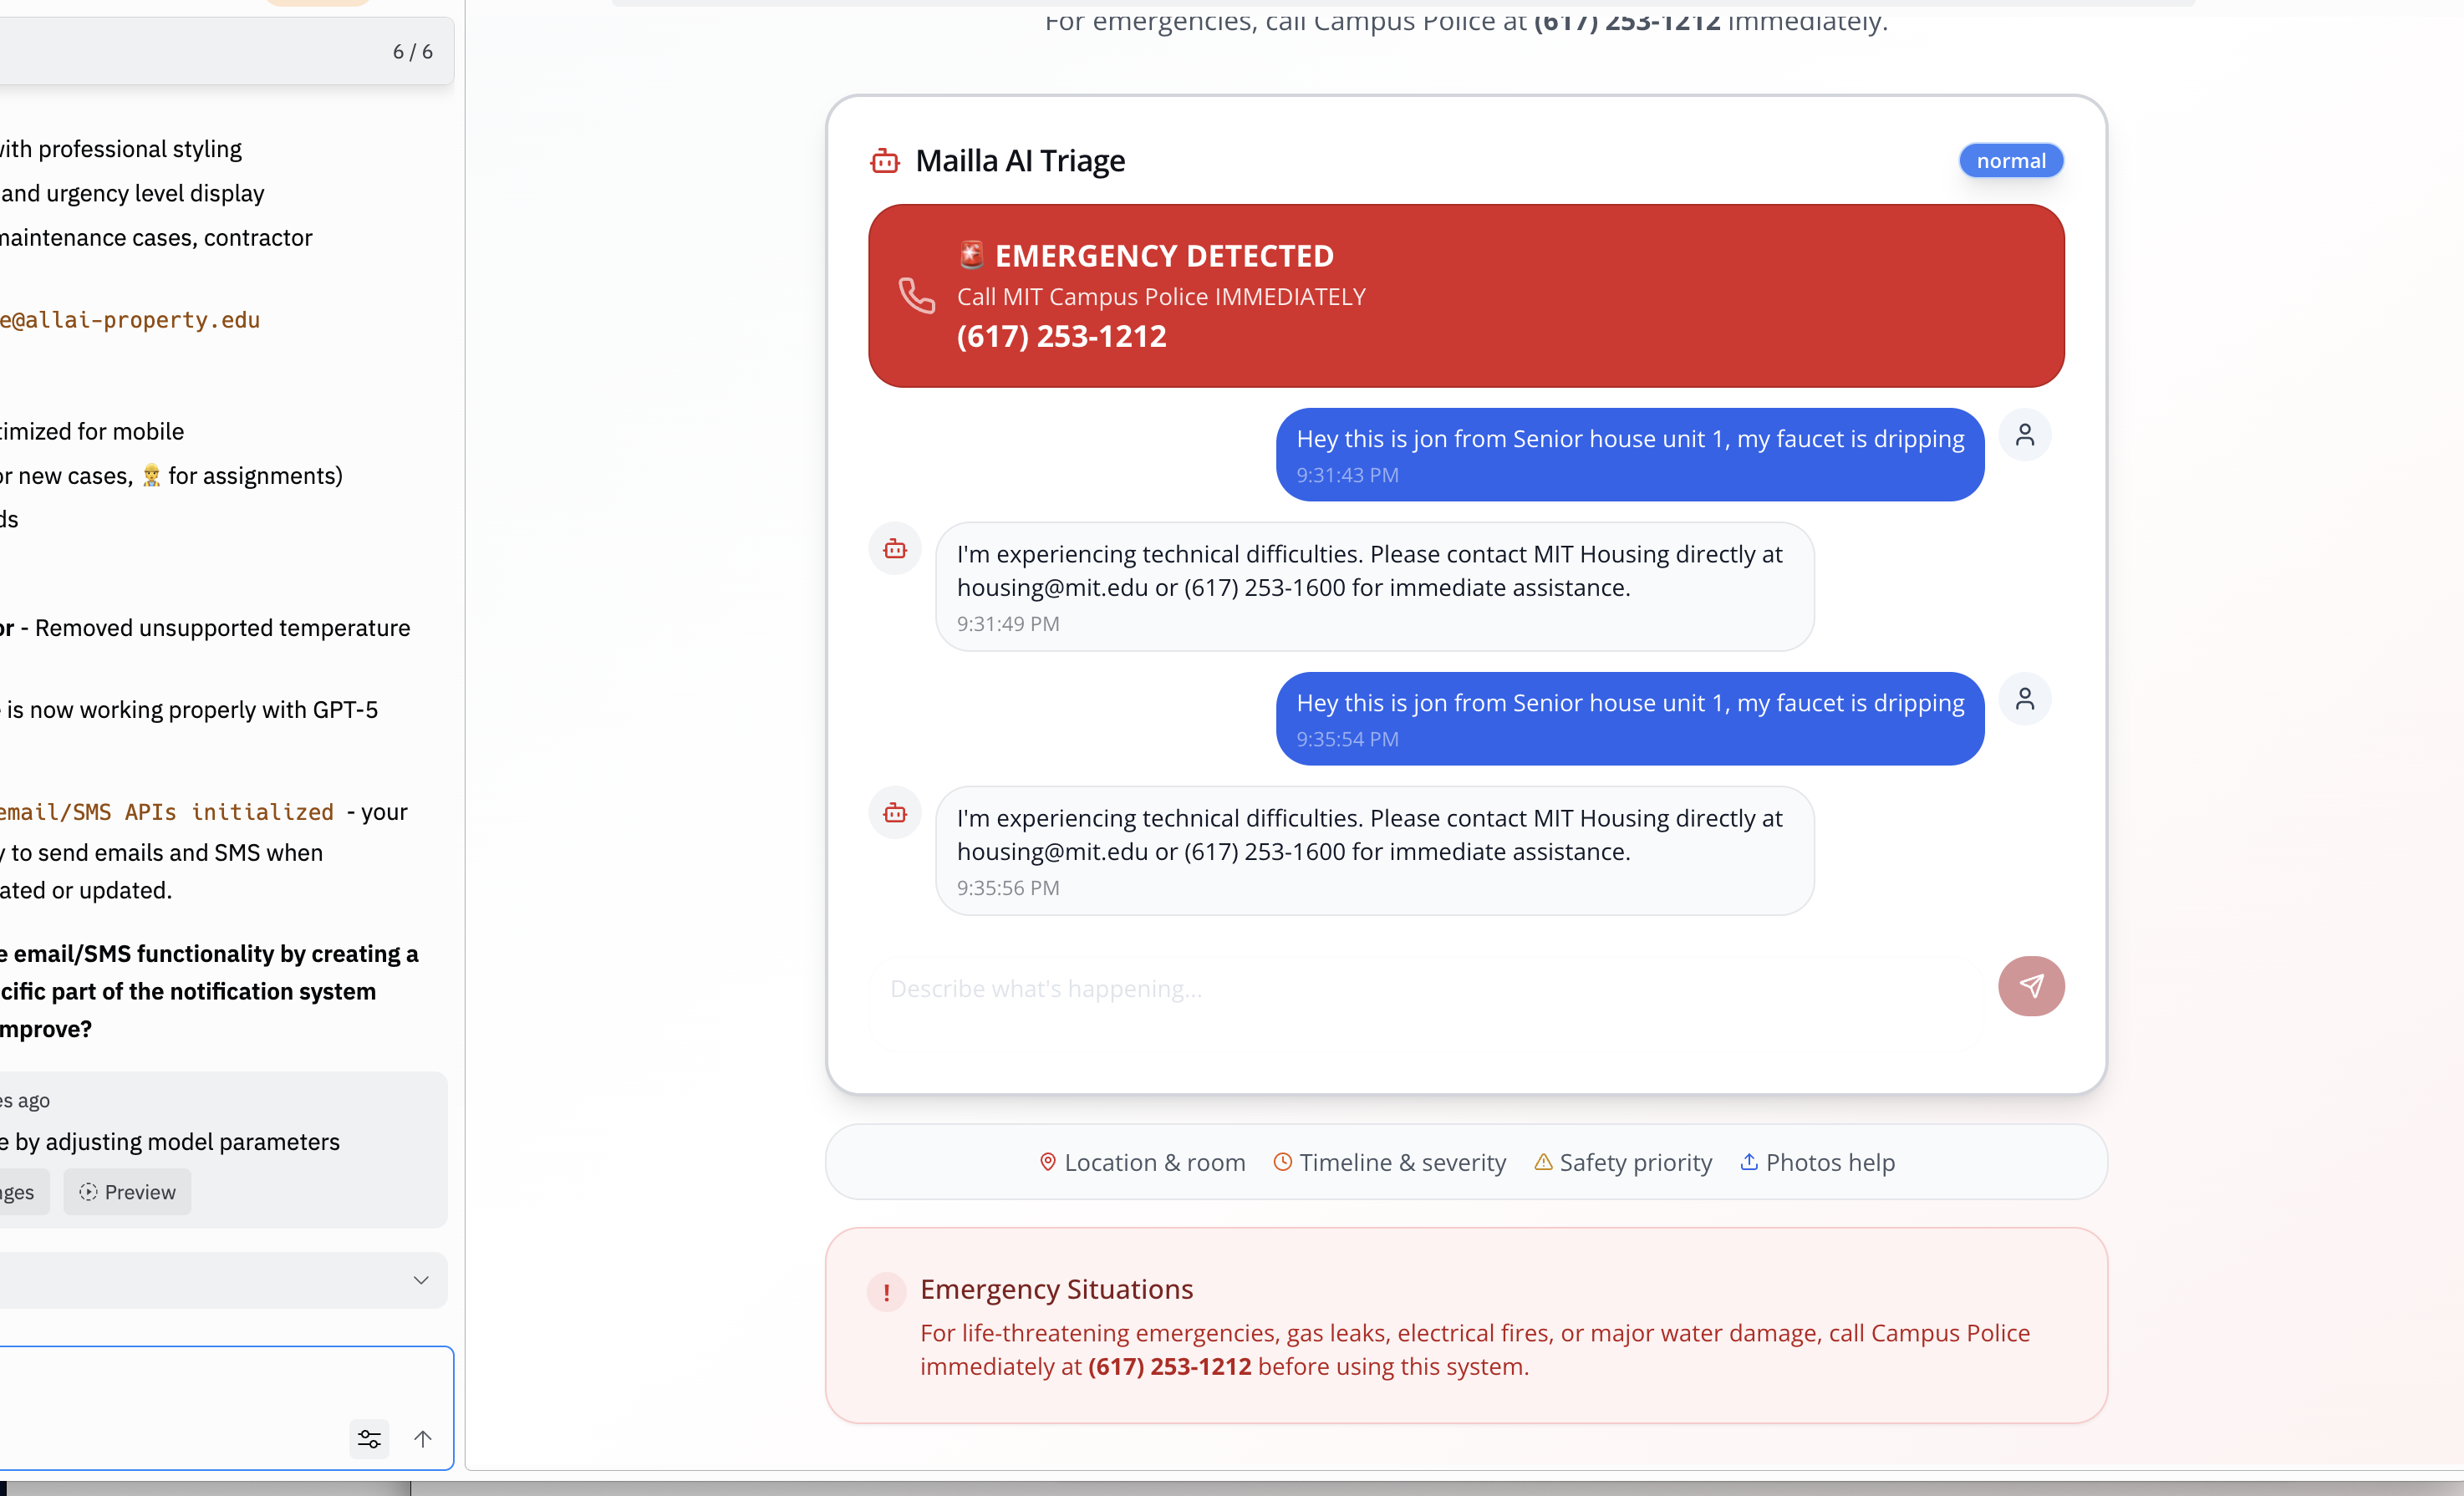 6 / 6
with professional styling
and urgency level display
maintenance cases, contractor
e@allai-property.edu
timized for mobile
or new cases, 👷 for assignments)
ds
or - Removed unsupported temperature
is now working properly with GPT-5
email/SMS APIs initialized - your
y to send emails and SMS when
ated or updated.
e email/SMS functionality by creating a
cific part of the notification system
mprove?
es ago
e by adjusting model parameters
nges
Preview
For emergencies, call Campus Police at (617) 253-1212 immediately.
Mailla AI Triage
normal
🚨 EMERGENCY DETECTED
Call MIT Campus Police IMMEDIATELY
(617) 253-1212
Hey this is jon from Senior house unit 1, my faucet is dripping
9:31:43 PM
I'm experiencing technical difficulties. Please contact MIT Housing directly at
housing@mit.edu or (617) 253-1600 for immediate assistance.
9:31:49 PM
Hey this is jon from Senior house unit 1, my faucet is dripping
9:35:54 PM
I'm experiencing technical difficulties. Please contact MIT Housing directly at
housing@mit.edu or (617) 253-1600 for immediate assistance.
9:35:56 PM
Describe what's happening...
Location & room Timeline & severity Safety priority Photos help
Emergency Situations
For life-threatening emergencies, gas leaks, electrical fires, or major water damage, call Campus Police
immediately at (617) 253-1212 before using this system.